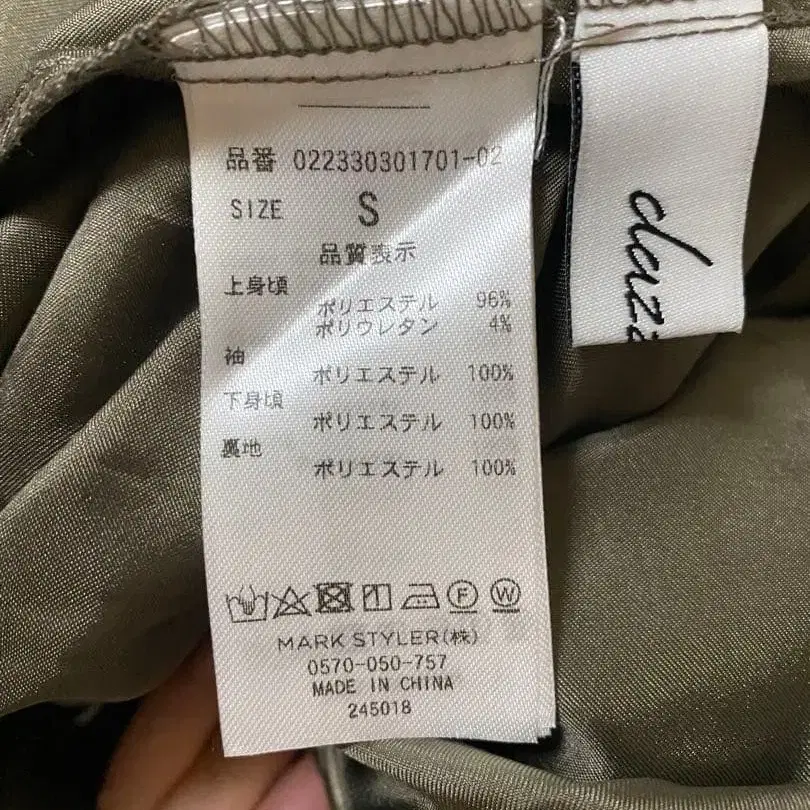 品番 022330301701-02
SIZE S
品質表示
上身頃
ポリエステル 96%
ポリウレタン 4%
袖
ポリエステル 100%
下身頃
ポリエステル 100%
裏地
ポリエステル 100%
F W
MARK STYLER(株)
0570-050-757
MADE IN CHINA
245018